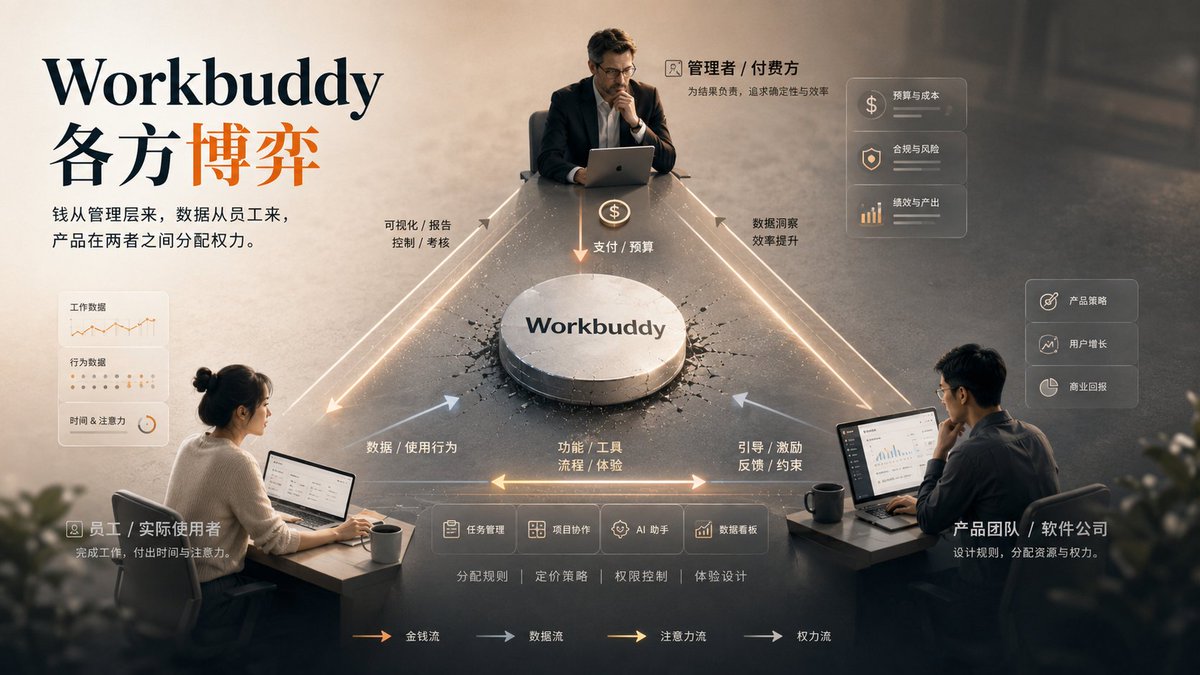 Workbuddy
各方博弈
钱从管理层来，数据从员工来，
产品在两者之间分配权力。
管理者 / 付费方
为结果负责，追求确定性与效率
预算与成本
合规与风险
绩效与产出
可视化 / 报告
控制 / 考核
支付 / 预算
数据洞察
效率提升
Workbuddy
工作数据
行为数据
时间 & 注意力
产品策略
用户增长
商业回报
数据 / 使用行为
功能 / 工具
流程 / 体验
引导 / 激励
反馈 / 约束
员工 / 实际使用者
完成工作，付出时间与注意力。
任务管理
项目协作
AI 助手
数据看板
产品团队 / 软件公司
设计规则，分配资源与权力。
分配规则 | 定价策略 | 权限控制 | 体验设计
金钱流
数据流
注意力流
权力流